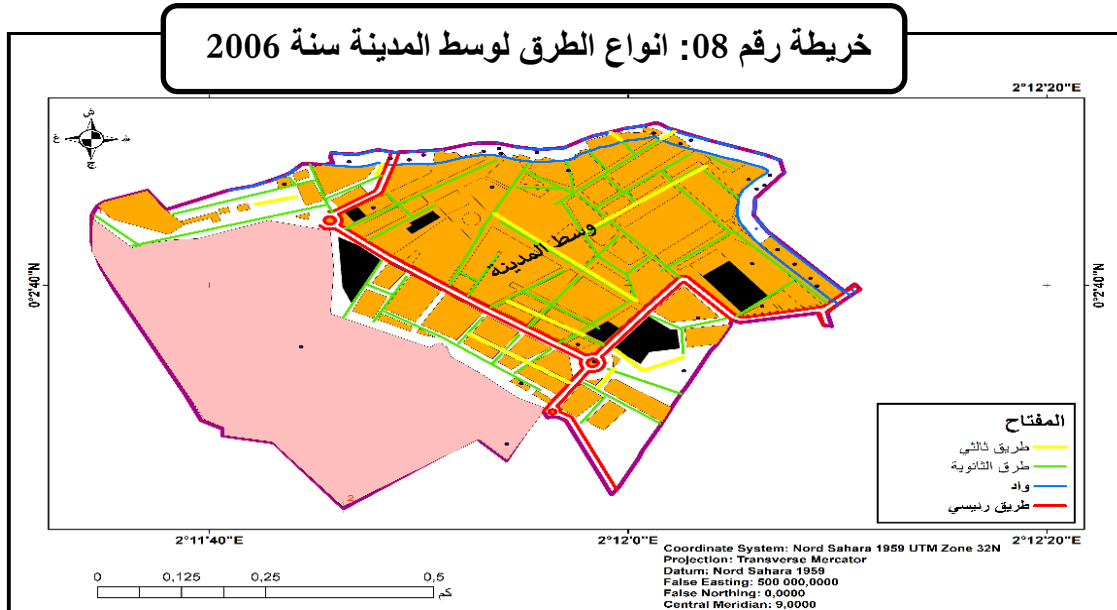 خريطة رقم 08: انواع الطرق لوسط المدينة سنة 2006
2°12'20"E
ش
غ
ج
0°2'40"N
0°2'40"N
وسط المدينة
2
المفتاح
طريق ثالثي
طرق الثانوية
واد
طريق رئيسي
2°11'40"E
2°12'0"E
2°12'20"E
0
0,125
0,25
0,5
كم
Coordinate System: Nord Sahara 1959 UTM Zone 32N
Projection: Transverse Mercator
Datum: Nord Sahara 1959
False Easting: 500 000,0000
False Northing: 0,0000
Central Meridian: 9,0000